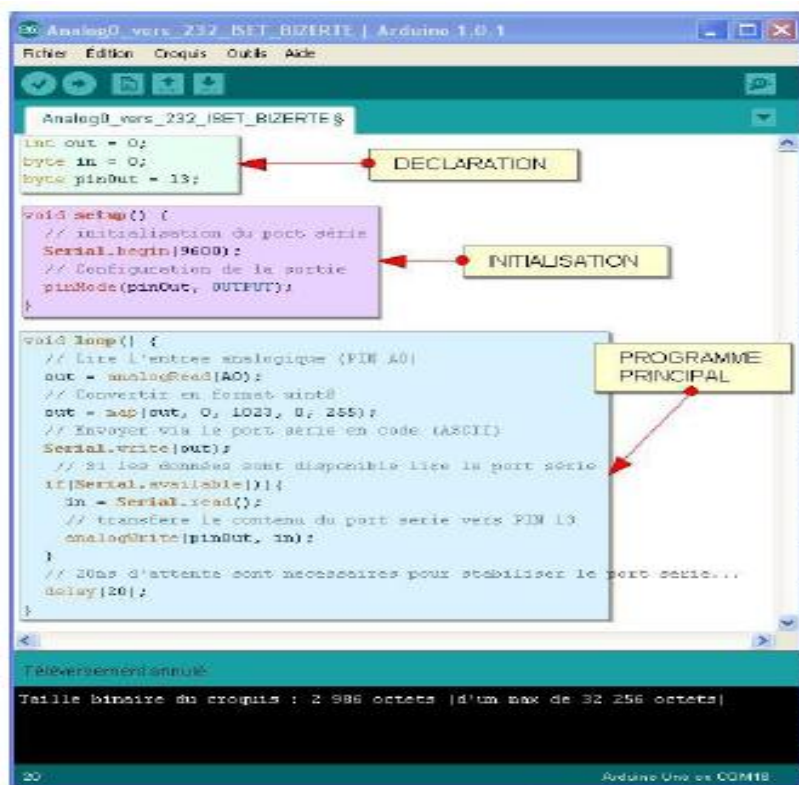 Analog0_vers_232_ISET_BIZERTE | Arduino 1.0.1
Fichier Édition Croquis Outils Aide
Analog0_vers_232_ISET_BIZERTE §
int out = 0;
byte in = 0;
byte pinOut = 13;
DECLARATION
void setup() {
// initialisation du port série
Serial.begin(9600);
// Configuration de la sortie
pinMode(pinOut, OUTPUT);
}
INITIALISATION
void loop() {
// Lire l'entree analogique (PIN A0)
out = analogRead(A0);
// Convertir en format uint8
out = map(out, 0, 1023, 0, 255);
// Envoyer via le port serie en code (ASCII)
Serial.write(out);
// Si les données sont disponible lire le port série
if(Serial.available()){
in = Serial.read();
// transfere le contenu du port serie vers PIN 13
analogWrite(pinOut, in);
}
// 20ms d'attente sont necessaires pour stabiliser le port serie...
delay(20);
}
PROGRAMME
PRINCIPAL
Téléversement annulé
Taille binaire du croquis : 2 986 octets (d'un max de 32 256 octets)
20 Arduino Uno on COM18